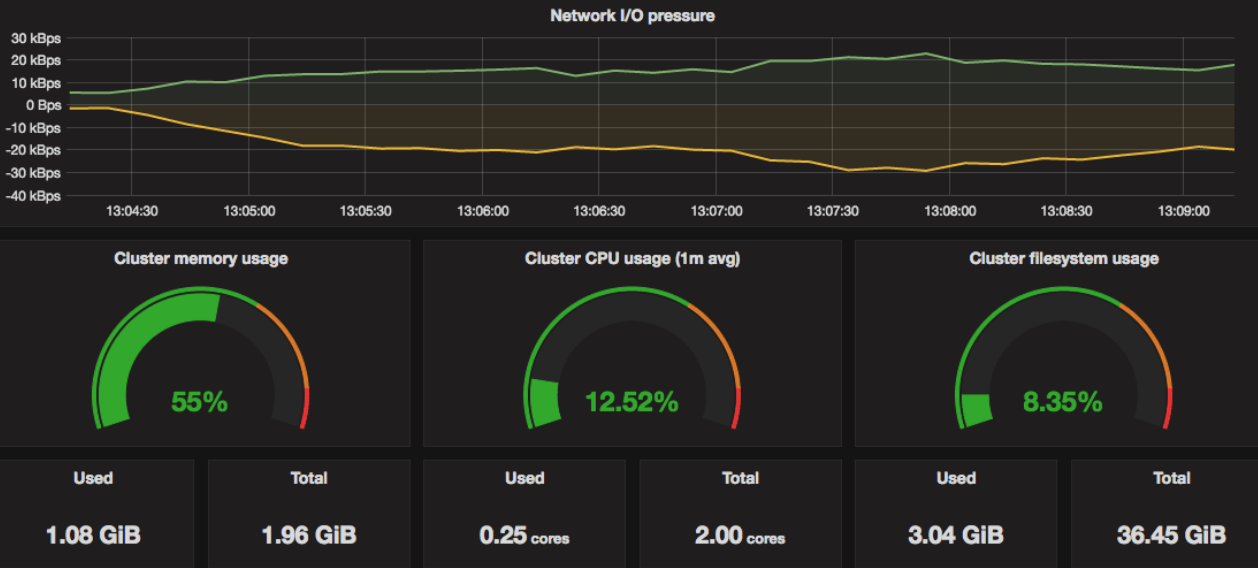 Network I/O pressure
30 kBps
20 kBps
10 kBps
0 Bps
-10 kBps
-20 kBps
-30 kBps
-40 kBps
13:04:30 13:05:00 13:05:30 13:06:00 13:06:30 13:07:00 13:07:30 13:08:00 13:08:30 13:09:00
Cluster memory usage Cluster CPU usage (1m avg) Cluster filesystem usage
55% 12.52% 8.35%
Used Total Used Total Used Total
1.08 GiB 1.96 GiB 0.25 cores 2.00 cores 3.04 GiB 36.45 GiB